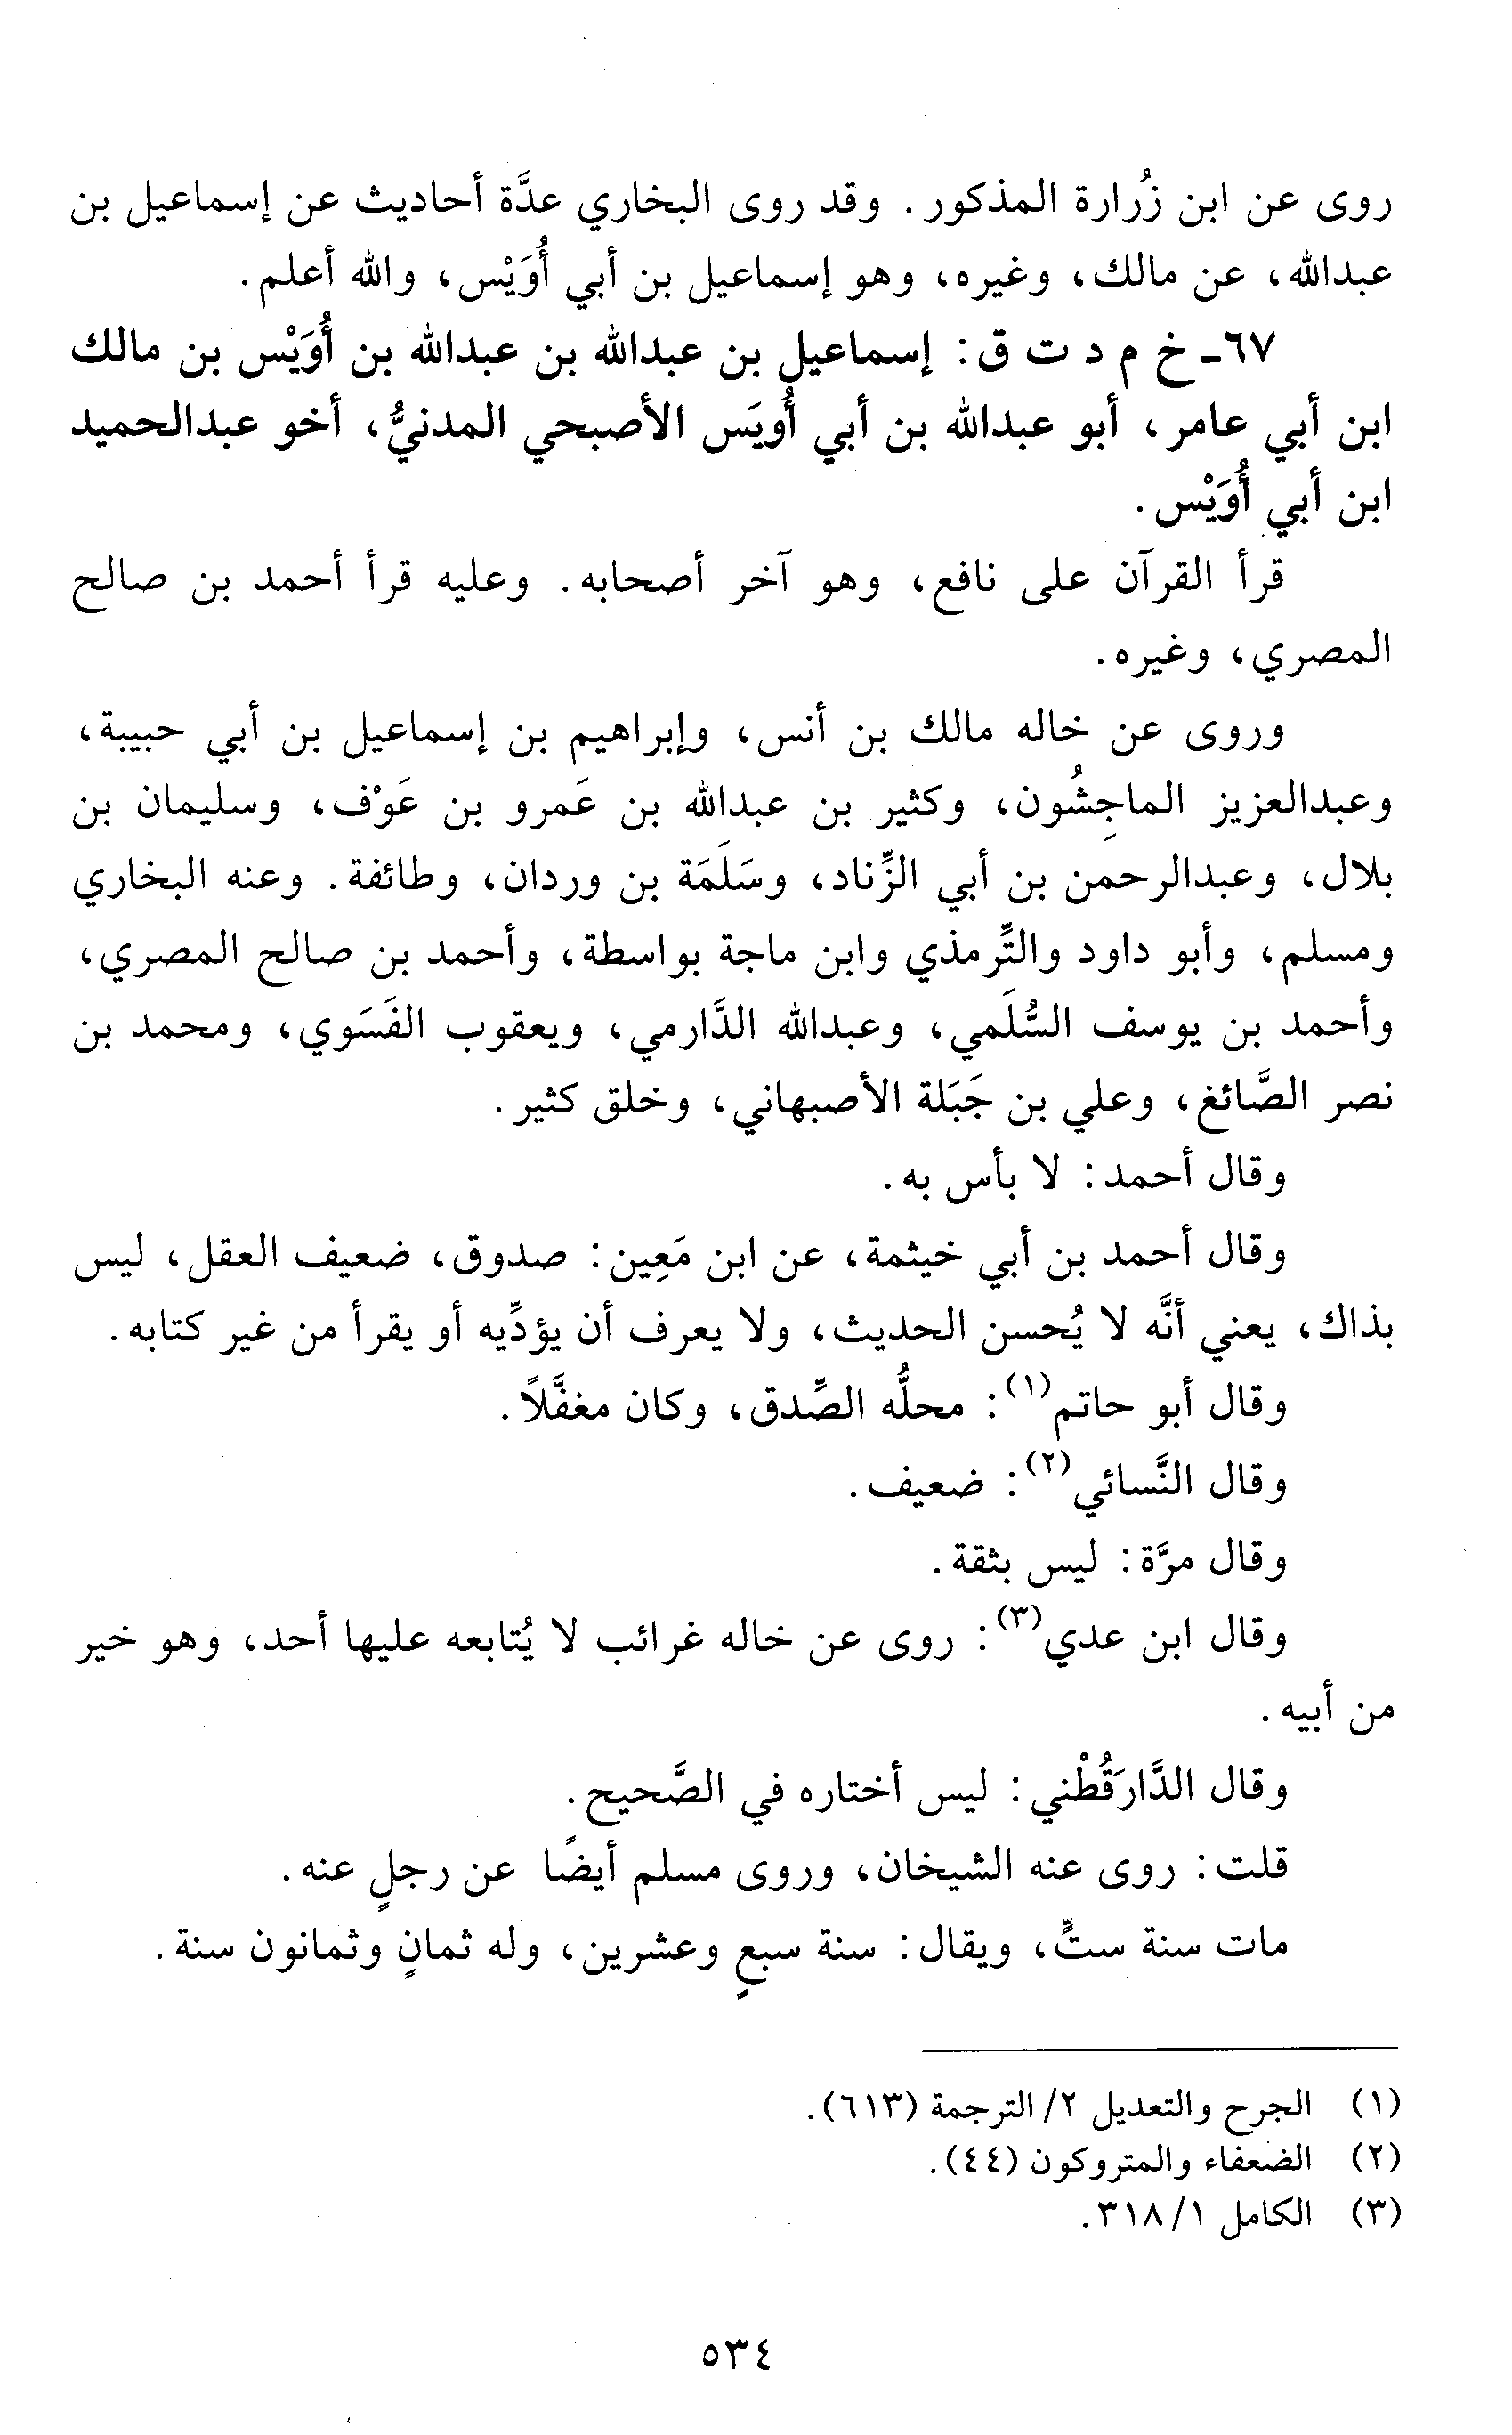 روى عن ابن زُرارة المذكور. وقد روى البخاري عدَّة أحاديث عن إسماعيل بن
عبدالله، عن مالك، وغيره، وهو إسماعيل بن أبي أُوَيْس، والله أعلم.
٦٧- خ م د ت ق: إسماعيل بن عبدالله بن عبدالله بن أُوَيْس بن مالك
ابن أبي عامر، أبو عبدالله بن أبي أُويَس الأصبحي المدنيُّ، أخو عبدالحميد
ابن أبي أُوَيْس.
قرأ القرآن على نافع، وهو آخر أصحابه. وعليه قرأ أحمد بن صالح
المصري، وغيره.
وروى عن خاله مالك بن أنس، وإبراهيم بن إسماعيل بن أبي حبيبة،
وعبدالعزيز الماجِشُون، وكثير بن عبدالله بن عَمرو بن عَوْف، وسليمان بن
بلال، وعبدالرحمن بن أبي الزِّناد، وسَلَمَة بن وردان، وطائفة. وعنه البخاري
ومسلم، وأبو داود والتِّرمذي وابن ماجة بواسطة، وأحمد بن صالح المصري،
وأحمد بن يوسف السُّلَمي، وعبدالله الدَّارمي، ويعقوب الفَسَوي، ومحمد بن
نصر الصَّائغ، وعلي بن جَبَلة الأصبهاني، وخلق كثير.
وقال أحمد: لا بأس به.
وقال أحمد بن أبي خيثمة، عن ابن مَعِين: صدوق، ضعيف العقل، ليس
بذاك، يعني أنَّه لا يُحسن الحديث، ولا يعرف أن يؤدِّيه أو يقرأ من غير كتابه.
وقال أبو حاتم(١): محلُّه الصِّدق، وكان مغفَّلاً.
وقال النَّسائي(٢): ضعيف.
وقال مرَّة: ليس بثقة.
وقال ابن عدي(٣): روى عن خاله غرائب لا يُتابعه عليها أحد، وهو خير
من أبيه.
وقال الدَّارَقُطْني: ليس أختاره في الصَّحيح.
قلت: روى عنه الشيخان، وروى مسلم أيضًا عن رجلٍ عنه.
مات سنة ستٍّ، ويقال: سنة سبعٍ وعشرين، وله ثمانٍ وثمانون سنة.
(١) الجرح والتعديل ٢/ الترجمة (٦١٣).
(٢) الضعفاء والمتروكون (٤٤).
(٣) الكامل ١/ ٣١٨.
٥٣٤